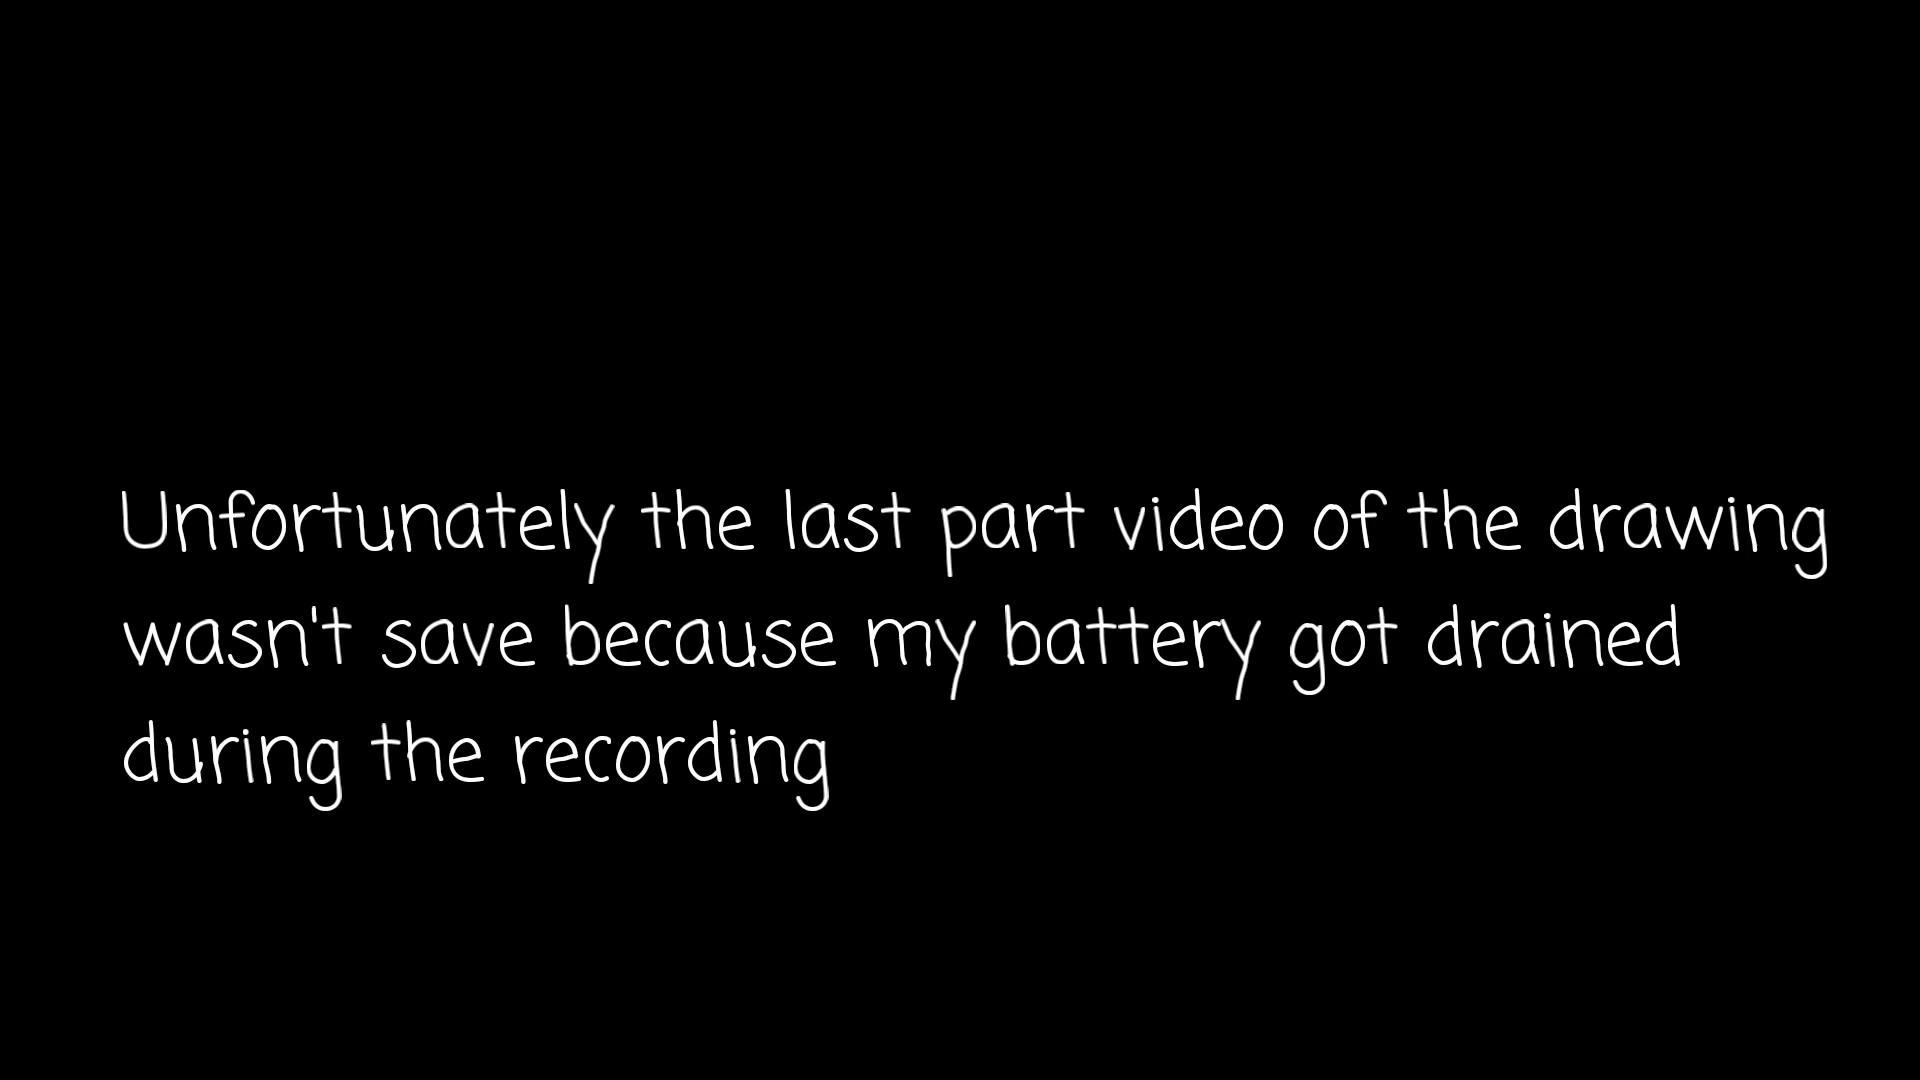 Unfortunately the last part video of the drawing
wasn't save because my battery got drained
during the recording